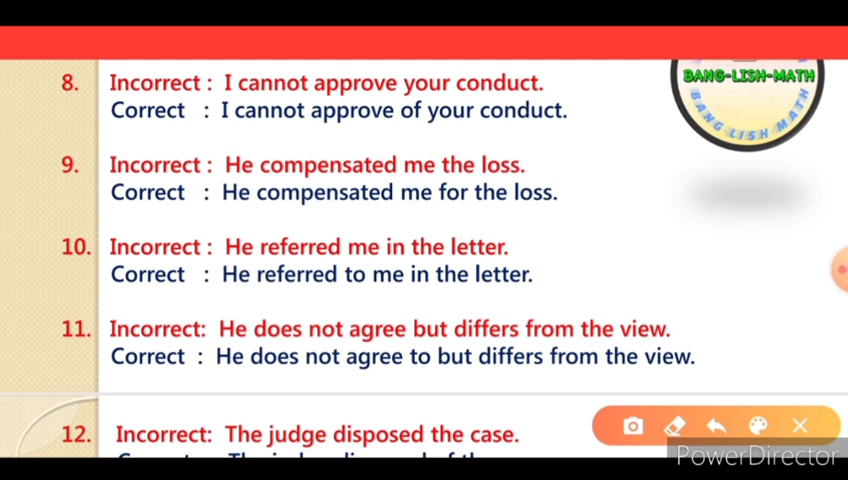 BANG-LISH-MATH
BANG LISH MATH
8. Incorrect : I cannot approve your conduct.
Correct : I cannot approve of your conduct.
9. Incorrect : He compensated me the loss.
Correct : He compensated me for the loss.
10. Incorrect : He referred me in the letter.
Correct : He referred to me in the letter.
11. Incorrect: He does not agree but differs from the view.
Correct : He does not agree to but differs from the view.
12. Incorrect: The judge disposed the case.
PowerDirector